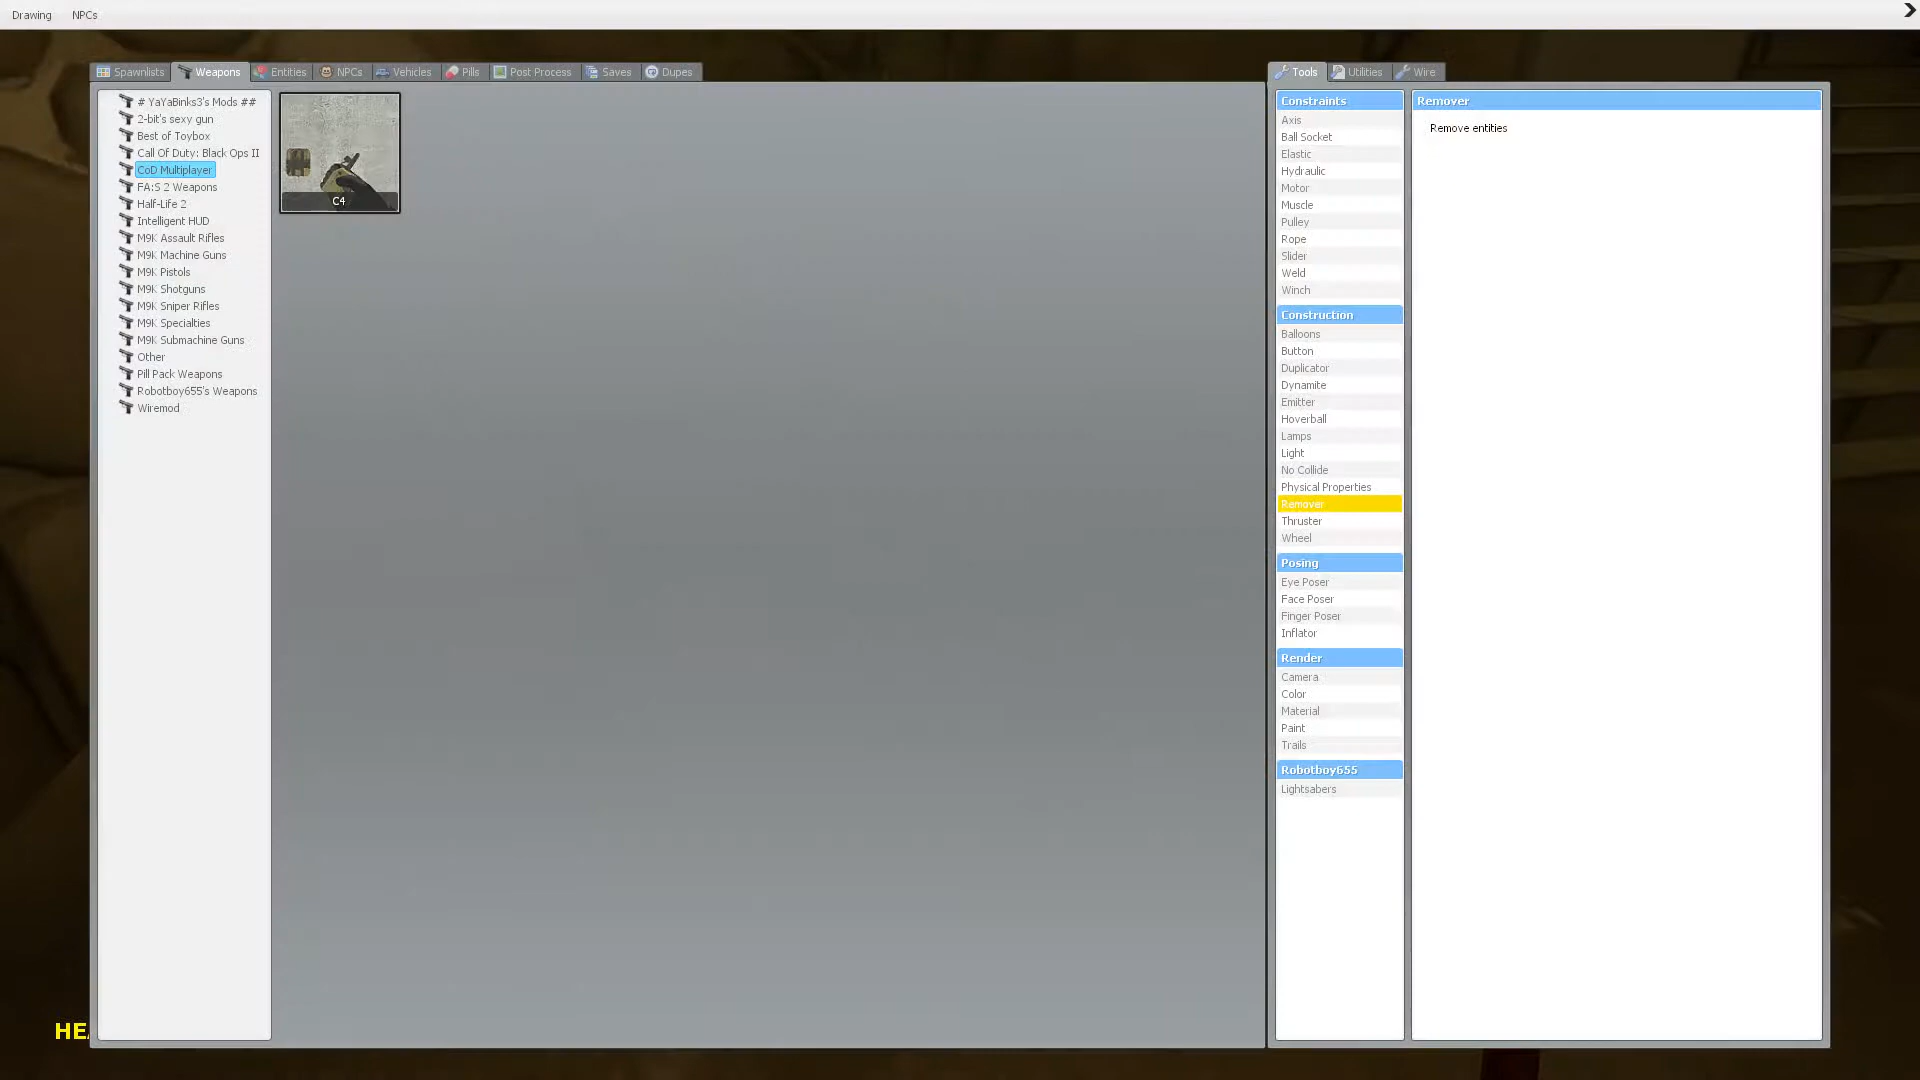 Drawing NPCs
Spawnlists Weapons Entities NPCs Vehicles Pills Post Process Saves Dupes
# YaYaBinks3's Mods ##
2-bit's sexy gun
Best of Toybox
Call Of Duty: Black Ops II
CoD Multiplayer
FA:S 2 Weapons
Half-Life 2
Intelligent HUD
M9K Assault Rifles
M9K Machine Guns
M9K Pistols
M9K Shotguns
M9K Sniper Rifles
M9K Specialties
M9K Submachine Guns
Other
Pill Pack Weapons
Robotboy655's Weapons
Wiremod
C4
Tools Utilities Wire
Constraints
Axis
Ball Socket
Elastic
Hydraulic
Motor
Muscle
Pulley
Rope
Slider
Weld
Winch
Construction
Balloons
Button
Duplicator
Dynamite
Emitter
Hoverball
Lamps
Light
No Collide
Physical Properties
Remover
Thruster
Wheel
Posing
Eye Poser
Face Poser
Finger Poser
Inflator
Render
Camera
Color
Material
Paint
Trails
Robotboy655
Lightsabers
Remover
Remove entities